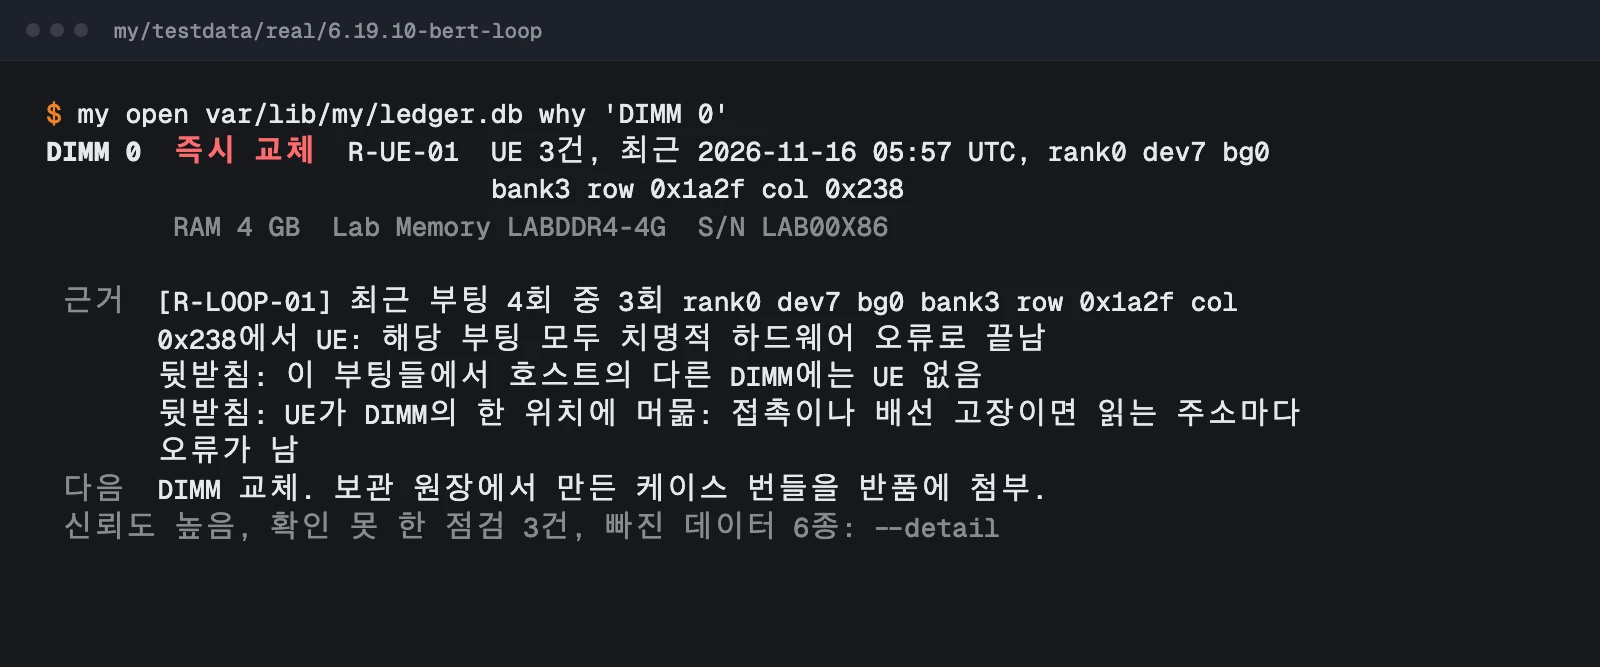 my/testdata/real/6.19.10-bert-loop
$ my open var/lib/my/ledger.db why 'DIMM 0'
DIMM 0 즉시 교체 R-UE-01 UE 3건, 최근 2026-11-16 05:57 UTC, rank0 dev7 bg0
bank3 row 0x1a2f col 0x238
RAM 4 GB Lab Memory LABDDR4-4G S/N LAB00X86
근거 [R-LOOP-01] 최근 부팅 4회 중 3회 rank0 dev7 bg0 bank3 row 0x1a2f col
0x238에서 UE: 해당 부팅 모두 치명적 하드웨어 오류로 끝남
뒷받침: 이 부팅들에서 호스트의 다른 DIMM에는 UE 없음
뒷받침: UE가 DIMM의 한 위치에 머묾: 접촉이나 배선 고장이면 읽는 주소마다
오류가 남
다음 DIMM 교체. 보관 원장에서 만든 케이스 번들을 반품에 첨부.
신뢰도 높음, 확인 못 한 점검 3건, 빠진 데이터 6종: --detail